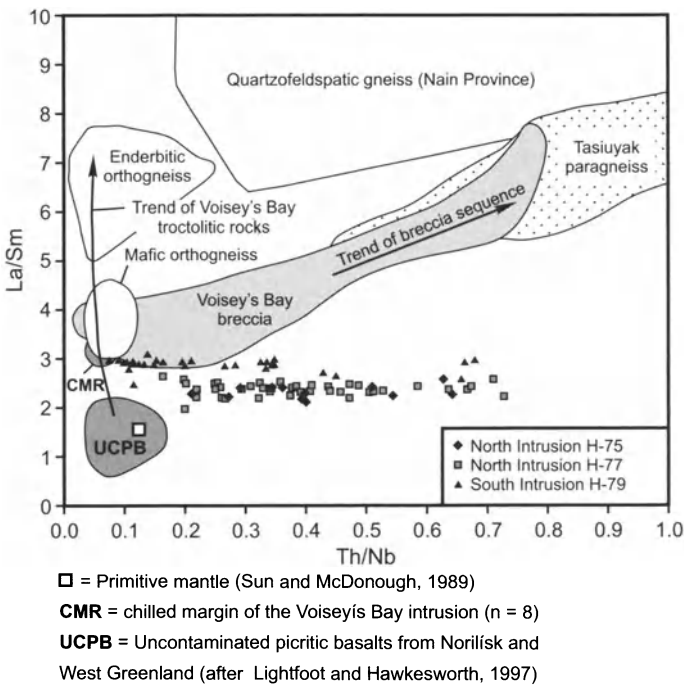 10
9
8
7
6
5
4
3
2
1
0
La/Sm
Quartzofeldspatic gneiss (Nain Province)
Enderbitic
orthogneiss
Tasiuyak
paragneiss
Trend of Voisey's Bay
troctolitic rocks
Trend of breccia sequence
Mafic orthogneiss
Voisey's Bay
breccia
CMR
UCPB
North Intrusion H-75
North Intrusion H-77
South Intrusion H-79
0.0 0.1 0.2 0.3 0.4 0.5 0.6 0.7 0.8 0.9 1.0
Th/Nb
= Primitive mantle (Sun and McDonough, 1989)
CMR = chilled margin of the Voiseyís Bay intrusion (n = 8)
UCPB = Uncontaminated picritic basalts from Norilísk and
West Greenland (after Lightfoot and Hawkesworth, 1997)